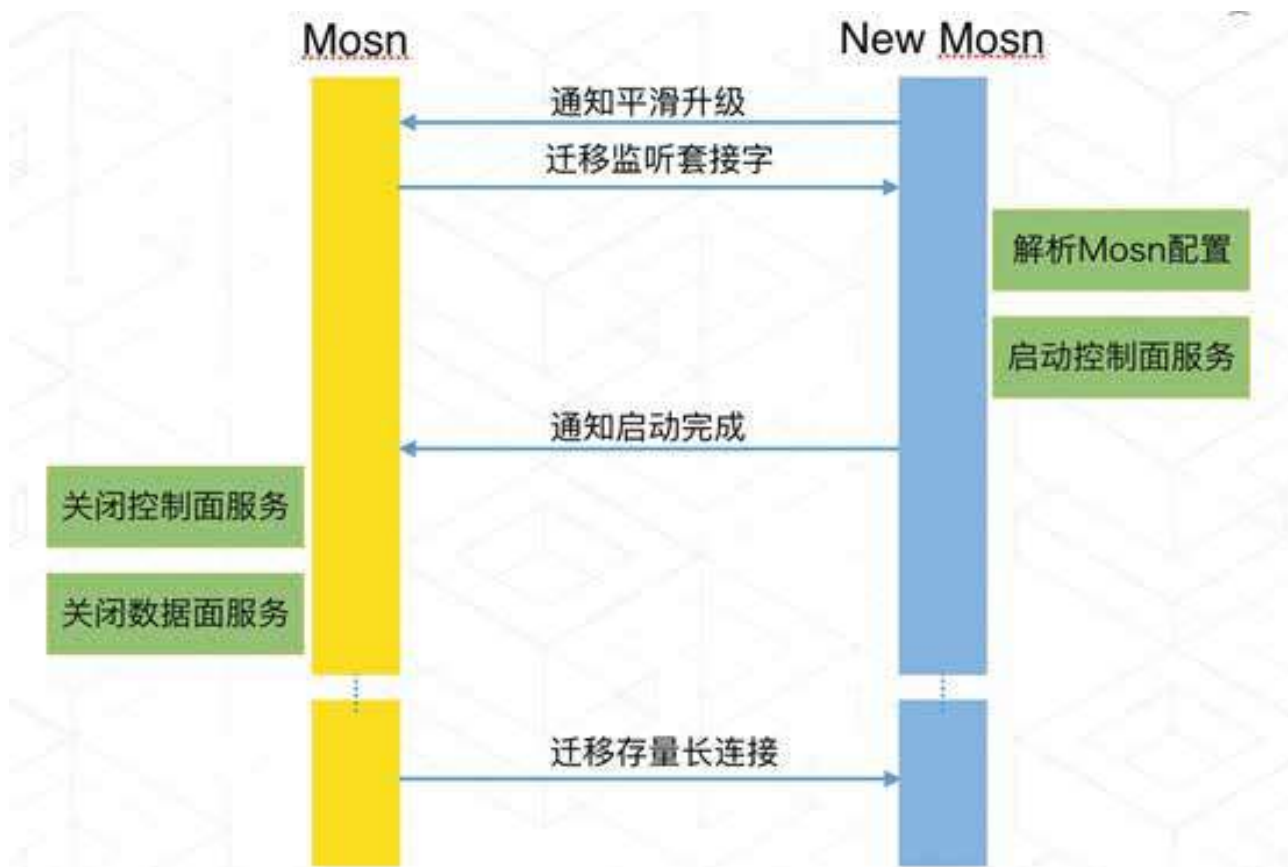 Mosn
New Mosn
通知平滑升级
迁移监听套接字
解析Mosn配置
启动控制面服务
通知启动完成
关闭控制面服务
关闭数据面服务
迁移存量长连接